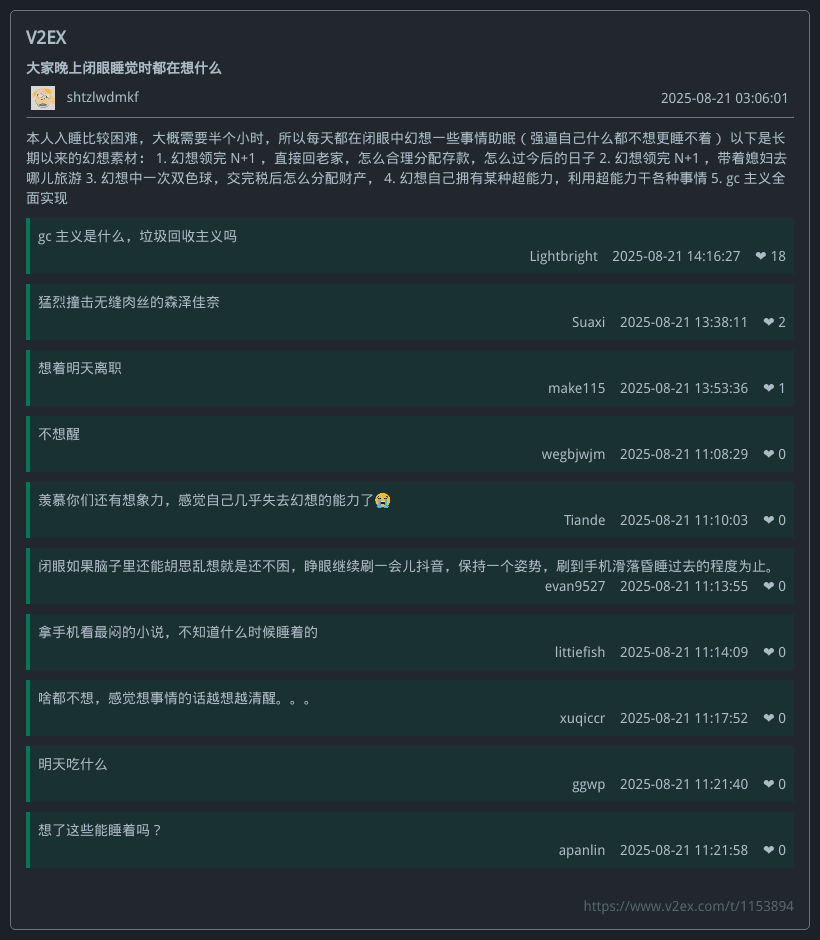 V2EX
大家晚上闭眼睡觉时都在想什么
shtzlwdmkf 2025-08-21 03:06:01
本人入睡比较困难，大概需要半个小时，所以每天都在闭眼中幻想一些事情助眠（强逼自己什么都不想更睡不着） 以下是长
期以来的幻想素材： 1. 幻想领完 N+1 ，直接回老家，怎么合理分配存款，怎么过今后的日子 2. 幻想领完 N+1 ，带着媳妇去
哪儿旅游 3. 幻想中一次双色球，交完税后怎么分配财产， 4. 幻想自己拥有某种超能力，利用超能力干各种事情 5. gc 主义全
面实现
gc 主义是什么，垃圾回收主义吗
Lightbright 2025-08-21 14:16:27 ❤ 18
猛烈撞击无缝肉丝的森泽佳奈
Suaxi 2025-08-21 13:38:11 ❤ 2
想着明天离职
make115 2025-08-21 13:53:36 ❤ 1
不想醒
wegbjwjm 2025-08-21 11:08:29 ❤ 0
羡慕你们还有想象力，感觉自己几乎失去幻想的能力了😭
Tiande 2025-08-21 11:10:03 ❤ 0
闭眼如果脑子里还能胡思乱想就是还不困，睁眼继续刷一会儿抖音，保持一个姿势，刷到手机滑落昏睡过去的程度为止。
evan9527 2025-08-21 11:13:55 ❤ 0
拿手机看最闷的小说，不知道什么时候睡着的
littiefish 2025-08-21 11:14:09 ❤ 0
啥都不想，感觉想事情的话越想越清醒。。。
xuqiccr 2025-08-21 11:17:52 ❤ 0
明天吃什么
ggwp 2025-08-21 11:21:40 ❤ 0
想了这些能睡着吗？
apanlin 2025-08-21 11:21:58 ❤ 0
https://www.v2ex.com/t/1153894